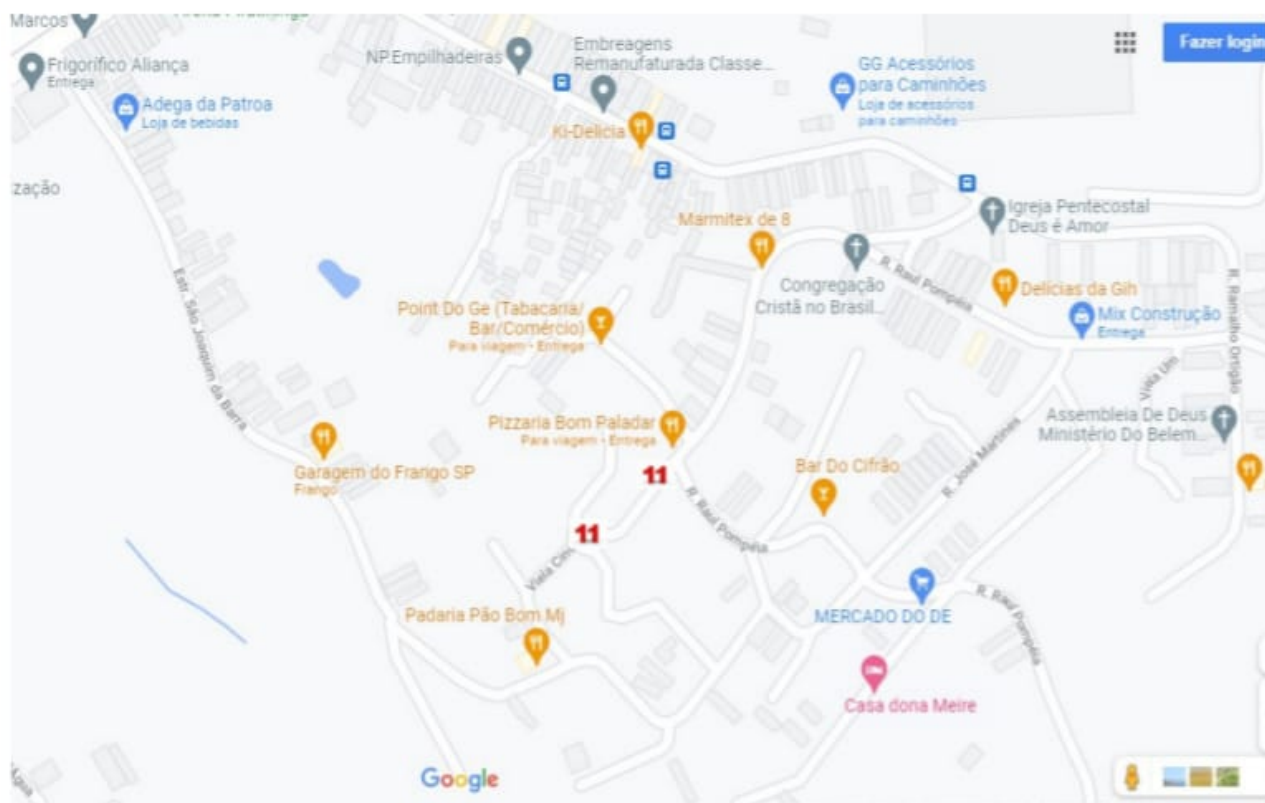 Marcos
Frigorífico Aliança
Entrega
Adega da Patroa
Loja de bebidas
zação
NP.Empilhadeiras
Embreagens
Remanufaturada Classe...
Ki-Delicia
GG Acessórios
para Caminhões
Loja de acessórios
para caminhões
Fazer login
Igreja Pentecostal
Deus é Amor
Marmitex de 8
Congregação
Cristã no Brasil...
R. Raul Pompéia
Delicias da Gih
Mix Construção
Entrega
R. Ramalho Ortigão
Viela Um
Estr. São Joaquim da Barra
Point Do Ge (Tabacaria/
Bar/Comércio)
Para viagem - Entrega
Pizzaria Bom Paladar
Para viagem - Entrega
Assembleia De Deus
Ministério Do Belem...
R. José Martines
Bar Do Cifrão
Garagem do Frango SP
Frango
11
R. Raul Pompéia
11
Viela Cin
Padaria Pão Bom Mj
MERCADO DO DE
R. Raul Pompéia
Casa dona Meire
Google